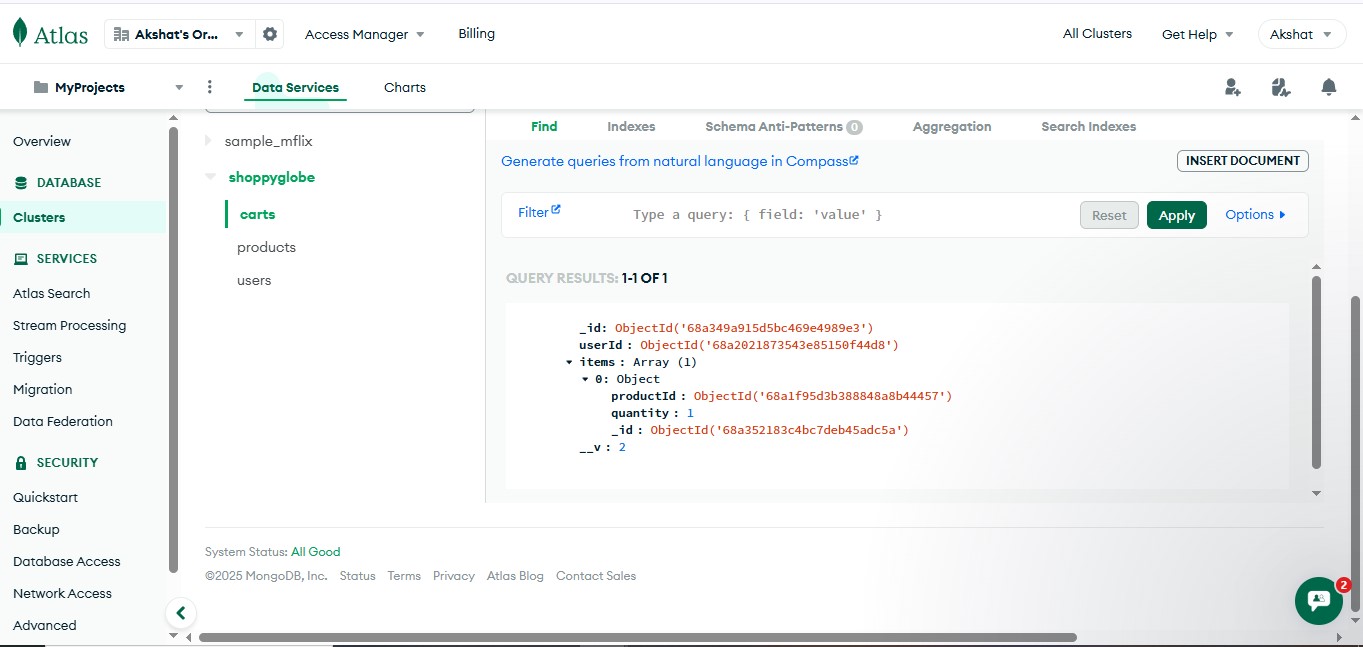 Atlas
Akshat's Or...
Access Manager
Billing
All Clusters
Get Help
Akshat
MyProjects
Data Services
Charts
Overview
DATABASE
Clusters
SERVICES
Atlas Search
Stream Processing
Triggers
Migration
Data Federation
SECURITY
Quickstart
Backup
Database Access
Network Access
Advanced
sample_mflix
shoppyglobe
carts
products
users
Find
Indexes
Schema Anti-Patterns 0
Aggregation
Search Indexes
Generate queries from natural language in Compass
INSERT DOCUMENT
Filter
Type a query: { field: 'value' }
Reset
Apply
Options
QUERY RESULTS: 1-1 OF 1
_id: ObjectId('68a349a915d5bc469e4989e3')
userId : ObjectId('68a2021873543e85150f44d8')
items : Array (1)
0: Object
productId : ObjectId('68a1f95d3b388848a8b44457')
quantity : 1
_id : ObjectId('68a352183c4bc7deb45adc5a')
__v : 2
System Status: All Good
©2025 MongoDB, Inc. Status Terms Privacy Atlas Blog Contact Sales
2